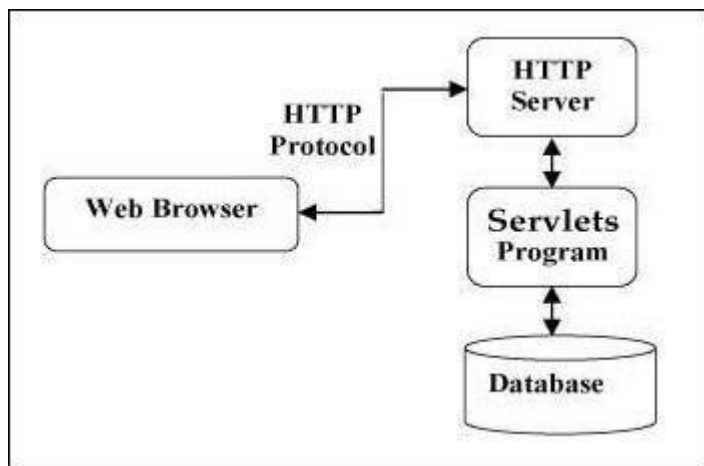 HTTP
Server
HTTP
Protocol
Web Browser
Servlets
Program
Database